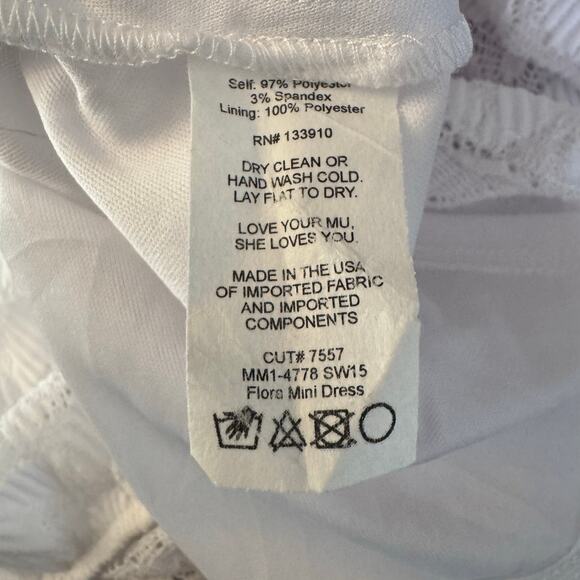 Self: 97% Polyester
3% Spandex
Lining: 100% Polyester
RN# 133910
DRY CLEAN OR
HAND WASH COLD.
LAY FLAT TO DRY.
LOVE YOUR MU,
SHE LOVES YOU.
MADE IN THE USA
OF IMPORTED FABRIC
AND IMPORTED
COMPONENTS
CUT# 7557
MM1-4778 SW15
Flora Mini Dress